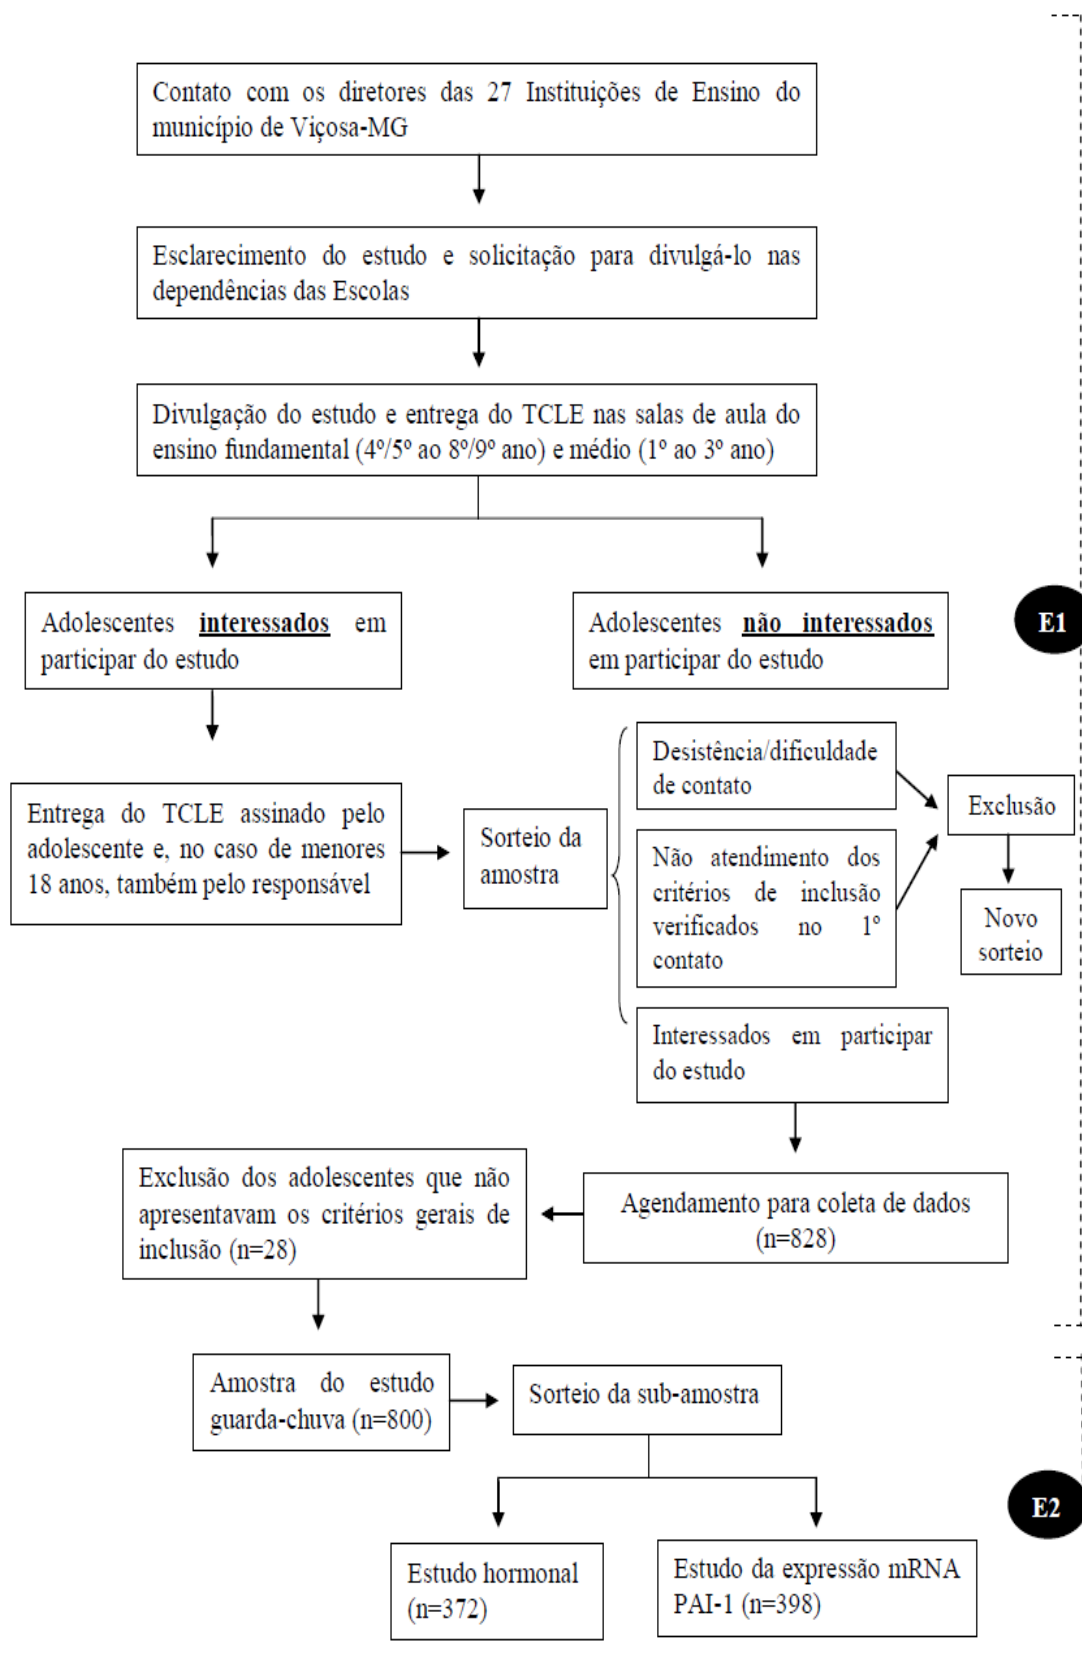 Contato com os diretores das 27 Instituições de Ensino do
município de Viçosa-MG
Esclarecimento do estudo e solicitação para divulgá-lo nas
dependências das Escolas
Divulgação do estudo e entrega do TCLE nas salas de aula do
ensino fundamental (4º/5º ao 8º/9º ano) e médio (1º ao 3º ano)
Adolescentes interessados em
participar do estudo
Adolescentes não interessados
em participar do estudo
E1
Entrega do TCLE assinado pelo
adolescente e, no caso de menores
18 anos, também pelo responsável
Sorteio da
amostra
Desistência/dificuldade
de contato
Não atendimento dos
critérios de inclusão
verificados no 1º
contato
Interessados em participar
do estudo
Exclusão
Novo
sorteio
Agendamento para coleta de dados
(n=828)
Exclusão dos adolescentes que não
apresentavam os critérios gerais de
inclusão (n=28)
Amostra do estudo
guarda-chuva (n=800)
Sorteio da sub-amostra
E2
Estudo hormonal
(n=372)
Estudo da expressão mRNA
PAI-1 (n=398)